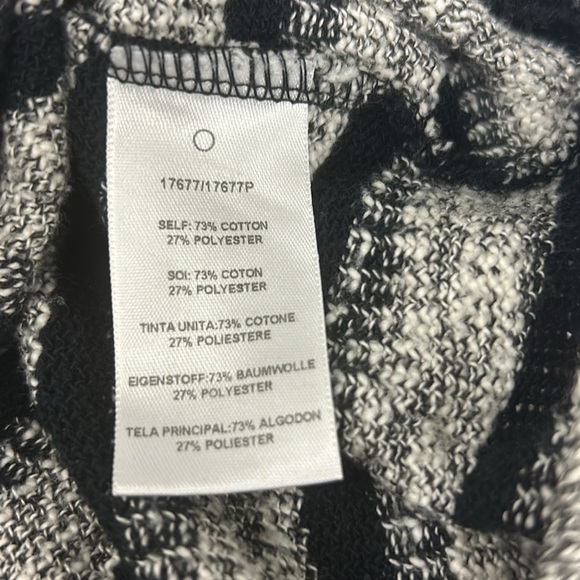 17677/17677P
SELF: 73% COTTON
27% POLYESTER
SOI: 73% COTON
27% POLYESTER
TINTA UNITA:73% COTONE
27% POLIESTERE
EIGENSTOFF:73% BAUMWOLLE
27% POLYESTER
TELA PRINCIPAL:73% ALGODON
27% POLIESTER